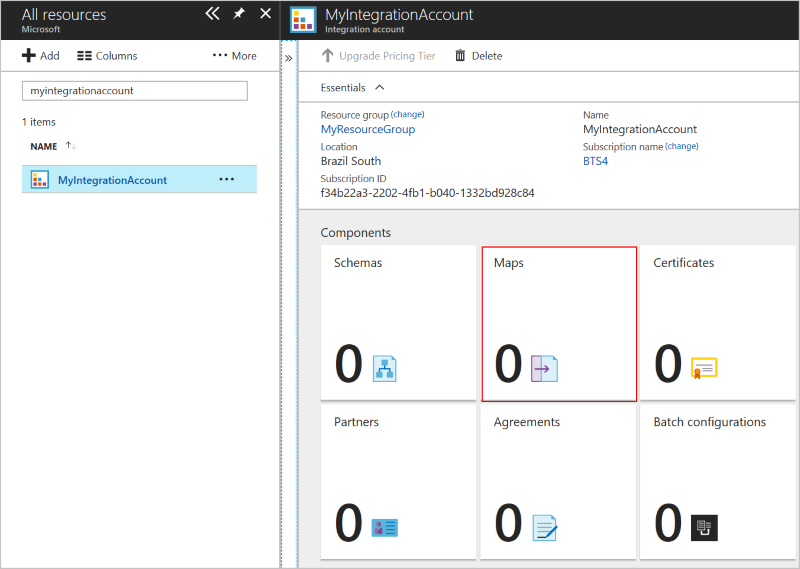 All resources
Microsoft
Add Columns More
myintegrationaccount
1 items
NAME
MyIntegrationAccount
MyIntegrationAccount
Integration account
Upgrade Pricing Tier Delete
Essentials
Resource group (change)
MyResourceGroup
Location
Brazil South
Subscription ID
f34b22a3-2202-4fb1-b040-1332bd928c84
Name
MyIntegrationAccount
Subscription name (change)
BTS4
Components
Schemas
0
Maps
0
Certificates
0
Partners
0
Agreements
0
Batch configurations
0